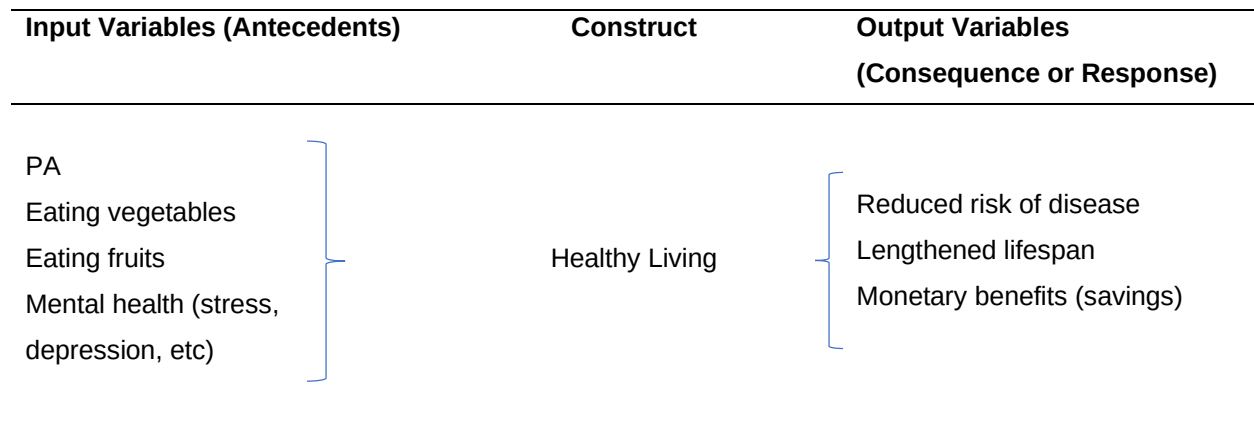 Input Variables (Antecedents)
Construct
Output Variables
(Consequence or Response)
PA
Eating vegetables
Eating fruits
Mental health (stress,
depression, etc)
Healthy Living
Reduced risk of disease
Lengthened lifespan
Monetary benefits (savings)